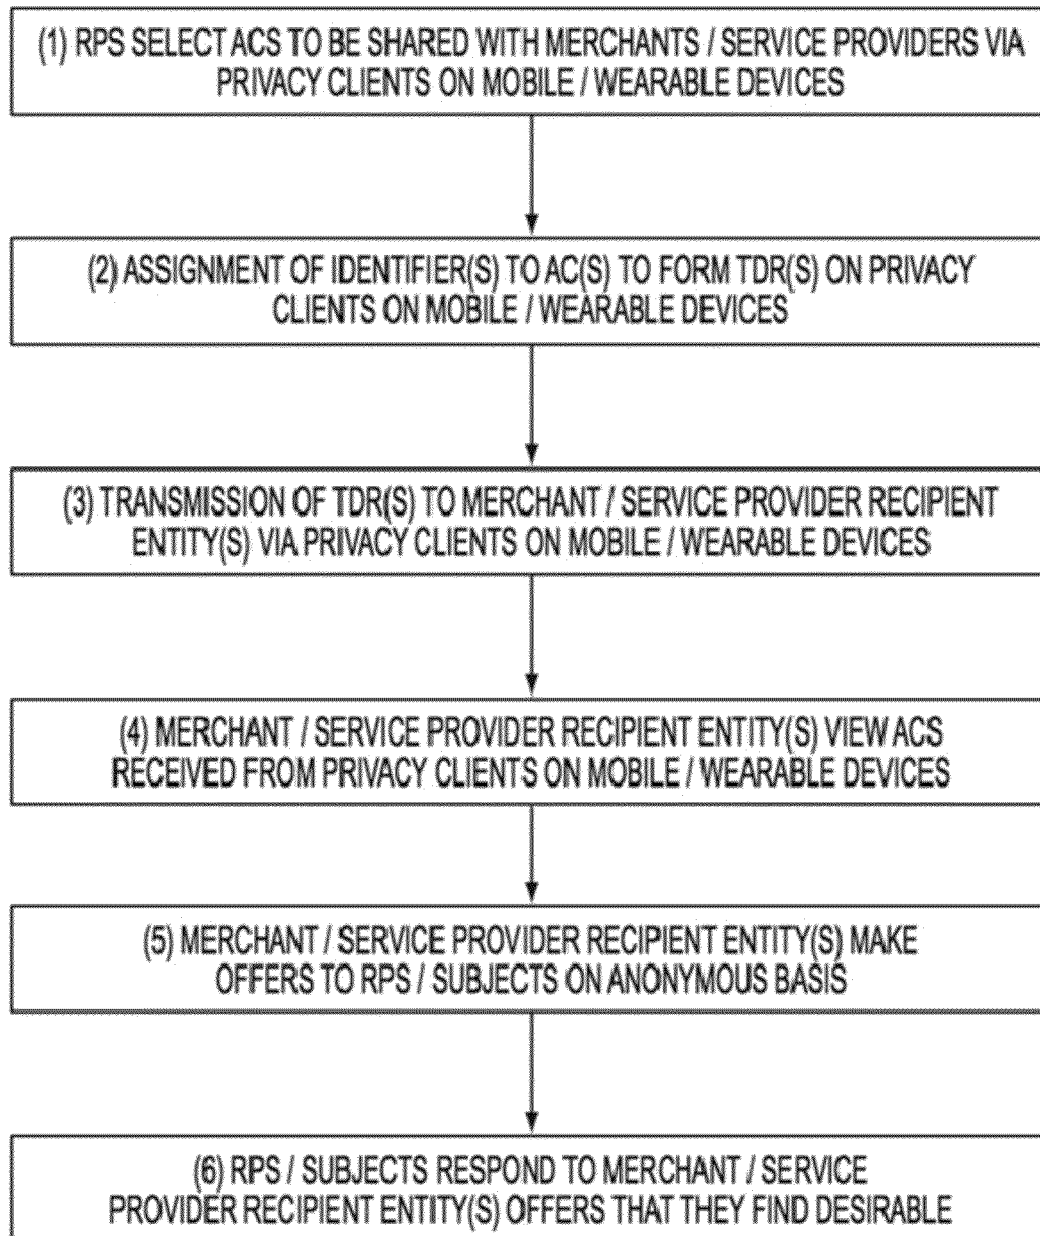 (1) RPS SELECT ACS TO BE SHARED WITH MERCHANTS / SERVICE PROVIDERS VIA
PRIVACY CLIENTS ON MOBILE / WEARABLE DEVICES
(2) ASSIGNMENT OF IDENTIFIER(S) TO AC(S) TO FORM TDR(S) ON PRIVACY
CLIENTS ON MOBILE / WEARABLE DEVICES
(3) TRANSMISSION OF TDR(S) TO MERCHANT / SERVICE PROVIDER RECIPIENT
ENTITY(S) VIA PRIVACY CLIENTS ON MOBILE / WEARABLE DEVICES
(4) MERCHANT / SERVICE PROVIDER RECIPIENT ENTITY(S) VIEW ACS
RECEIVED FROM PRIVACY CLIENTS ON MOBILE / WEARABLE DEVICES
(5) MERCHANT / SERVICE PROVIDER RECIPIENT ENTITY(S) MAKE
OFFERS TO RPS / SUBJECTS ON ANONYMOUS BASIS
(6) RPS / SUBJECTS RESPOND TO MERCHANT / SERVICE
PROVIDER RECIPIENT ENTITY(S) OFFERS THAT THEY FIND DESIRABLE